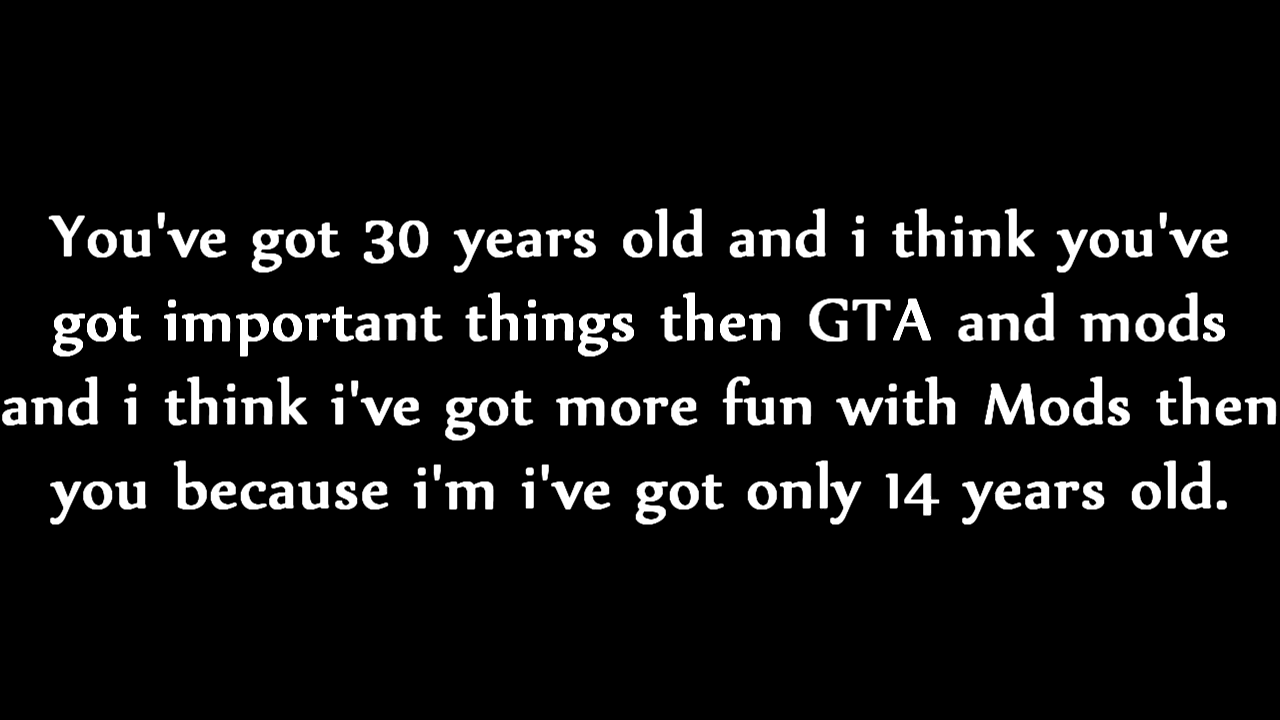 You've got 30 years old and i think you've
got important things then GTA and mods
and i think i've got more fun with Mods then
you because i'm i've got only 14 years old.